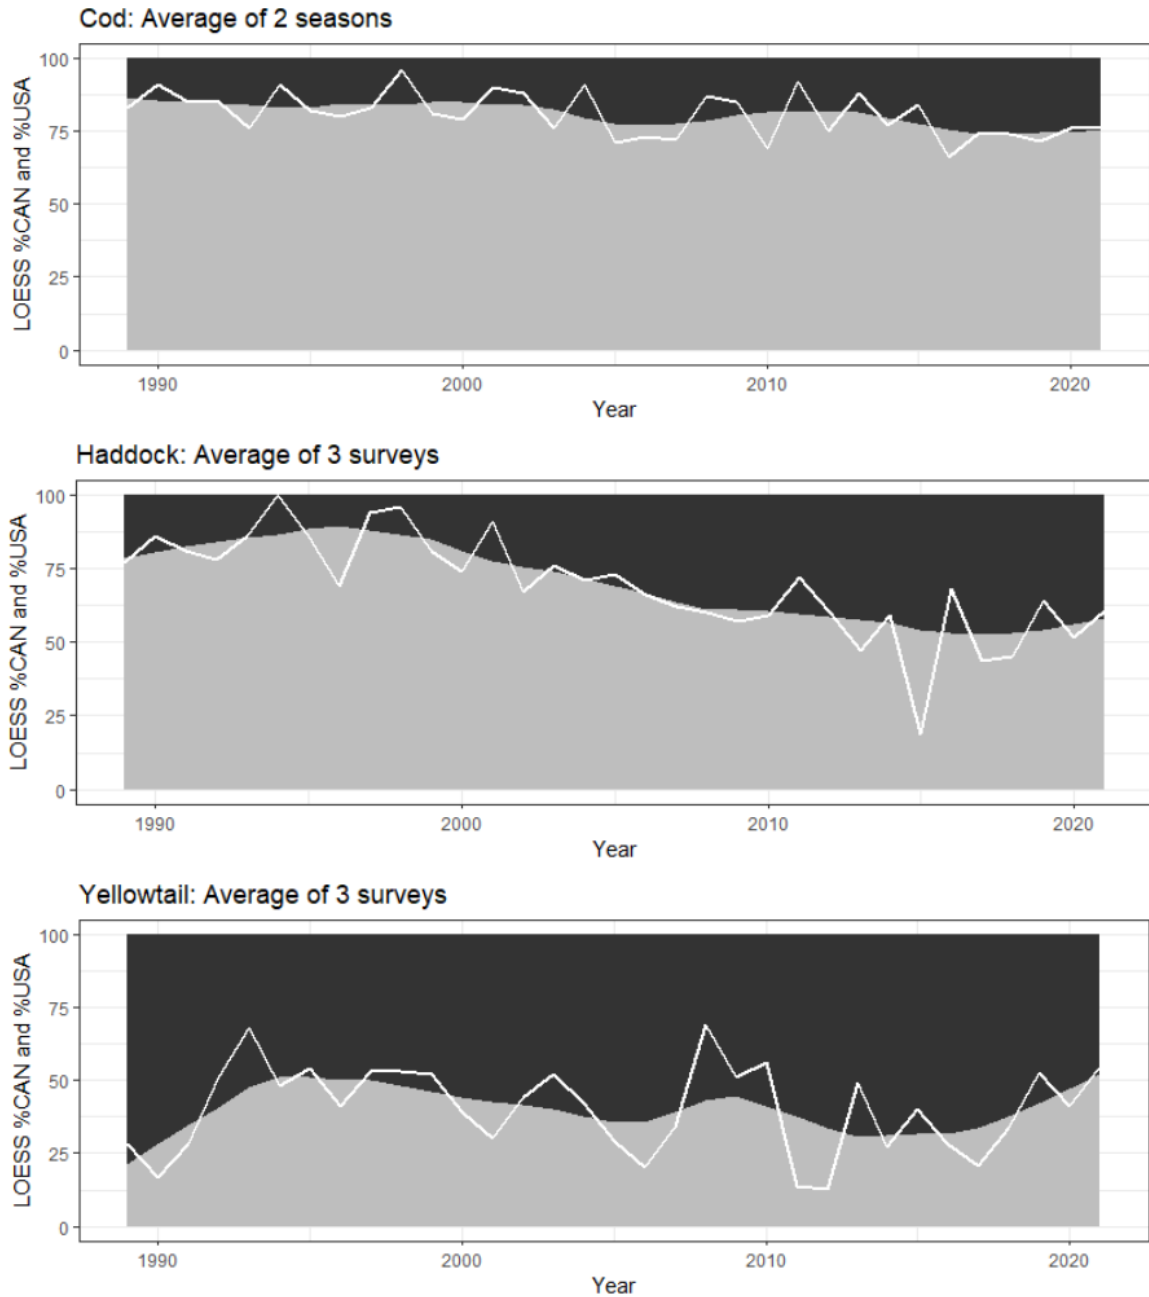 Cod: Average of 2 seasons
LOESS %CAN and %USA
100
75
50
25
0
1990 2000 2010 2020
Year
Haddock: Average of 3 surveys
LOESS %CAN and %USA
100
75
50
25
0
1990 2000 2010 2020
Year
Yellowtail: Average of 3 surveys
LOESS %CAN and %USA
100
75
50
25
0
1990 2000 2010 2020
Year